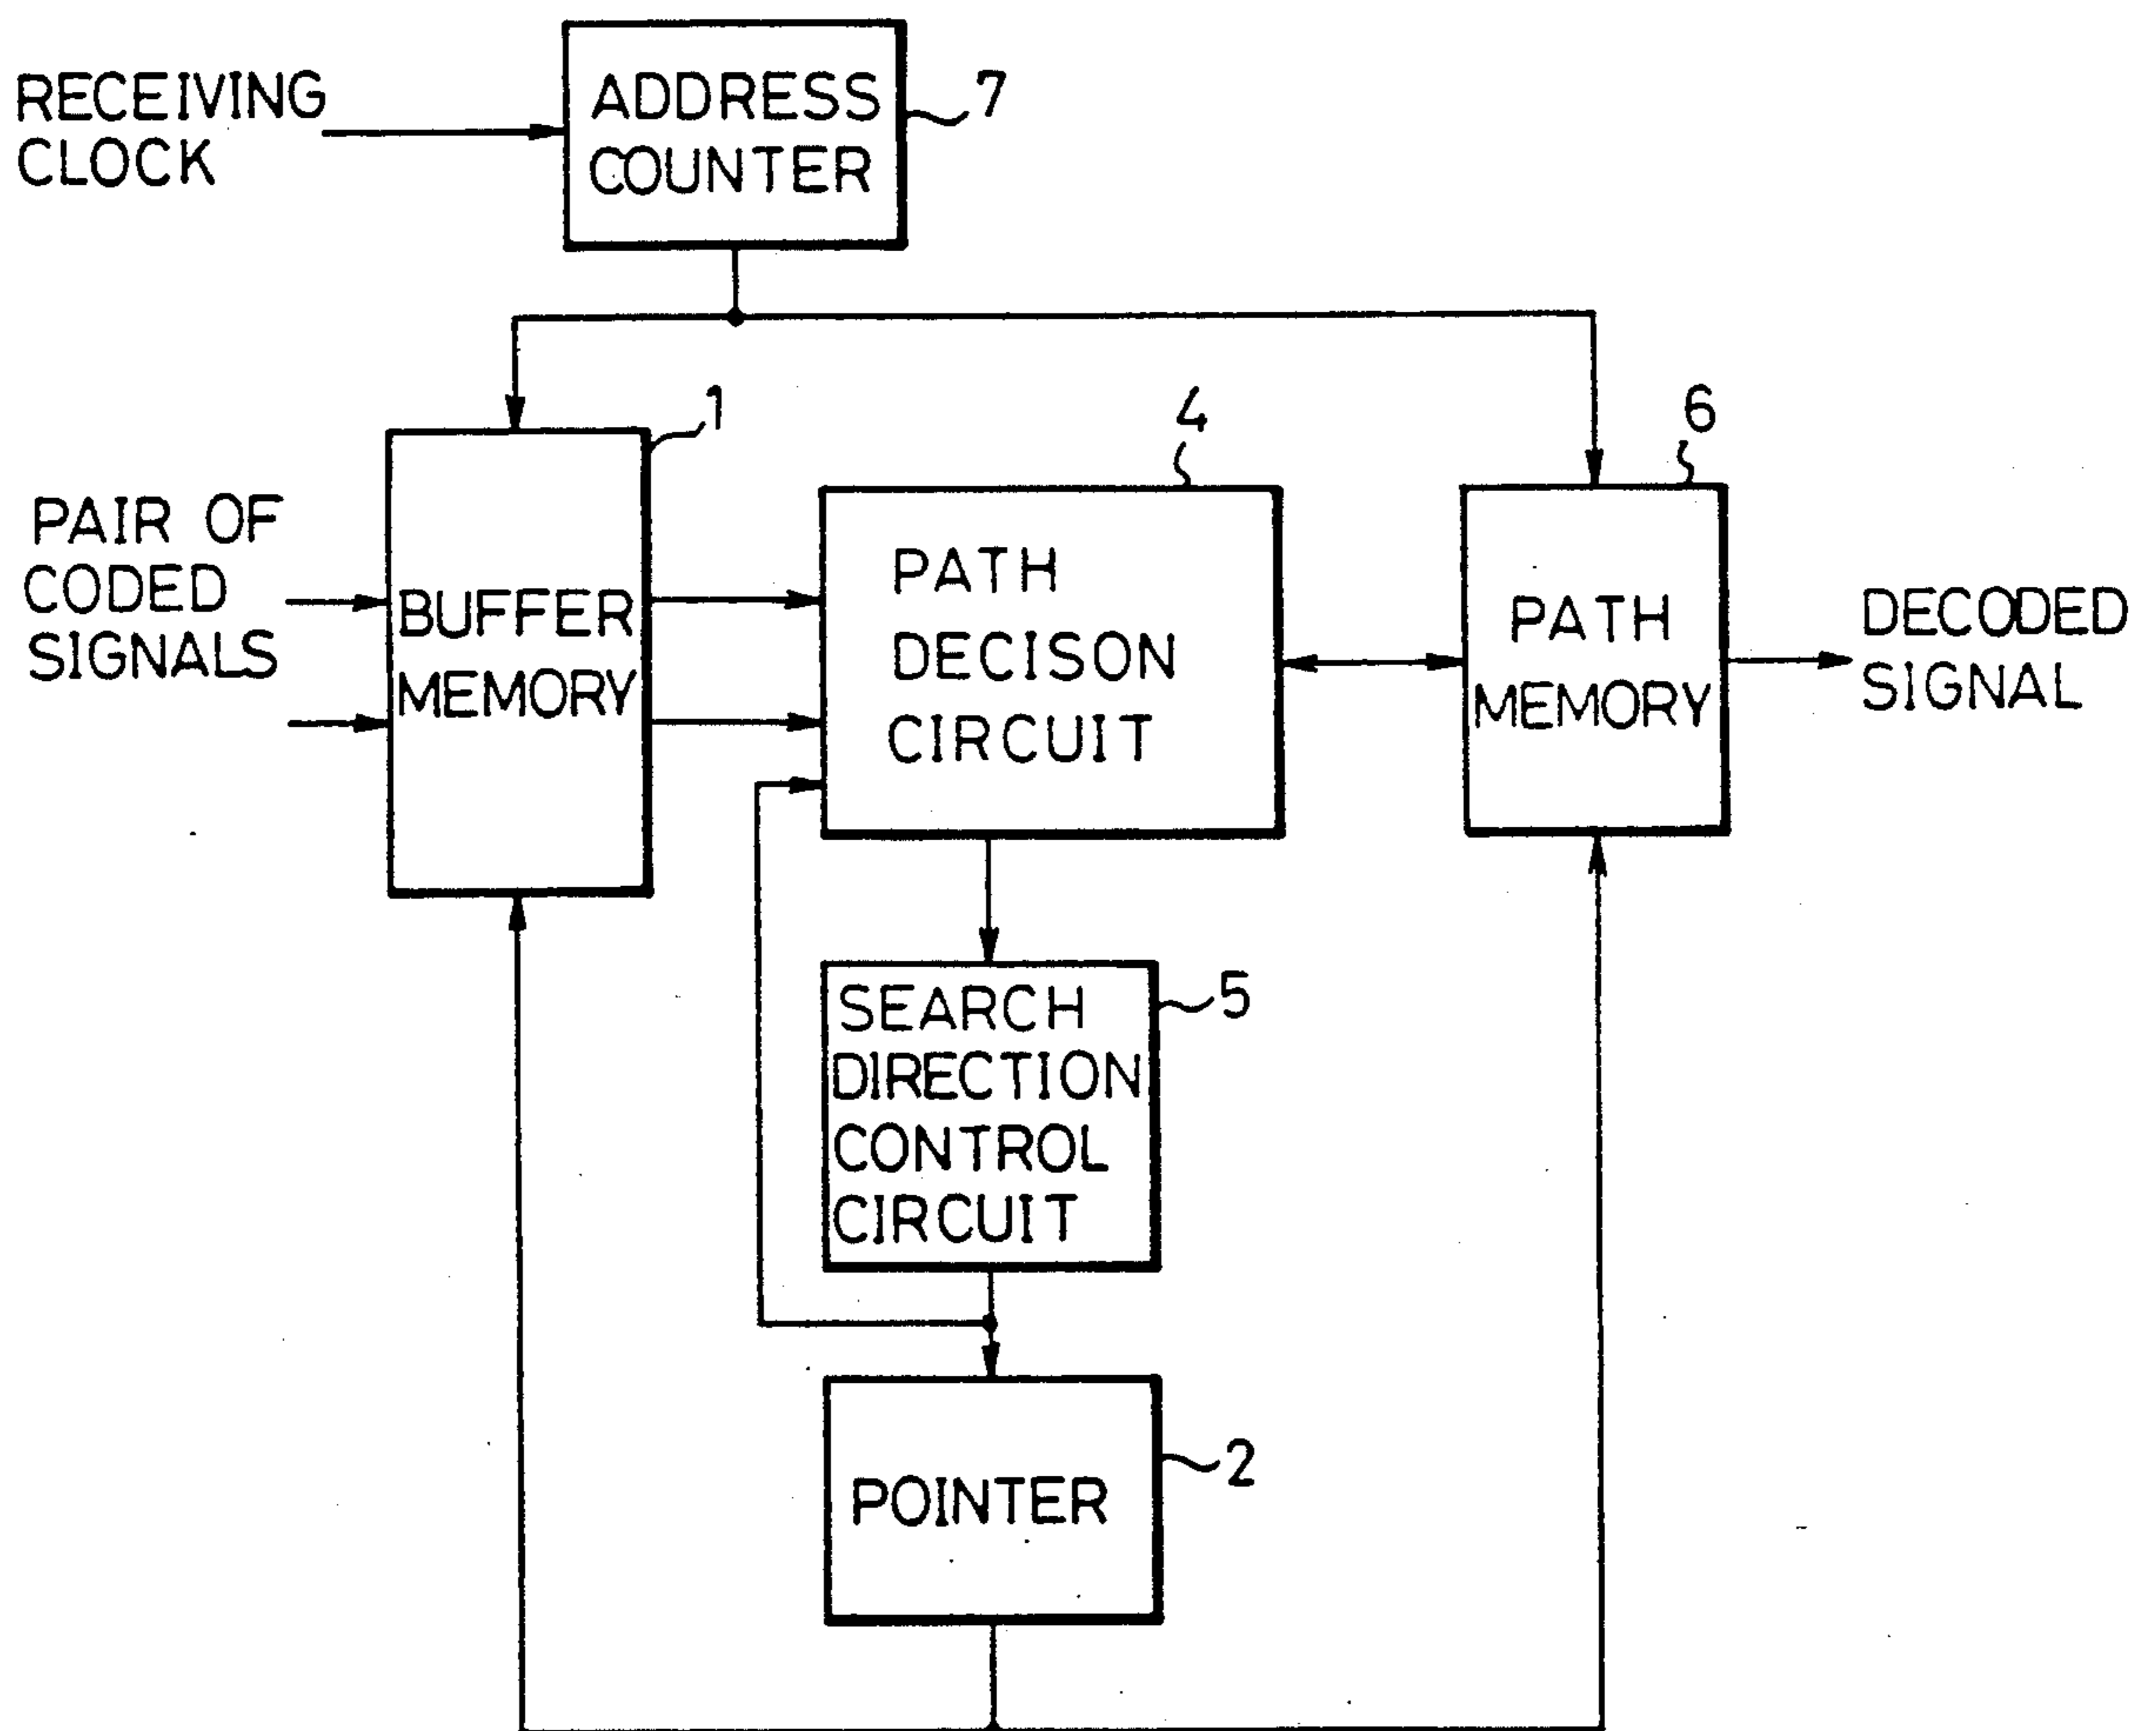 RECEIVING
CLOCK
ADDRESS
COUNTER
7
1
4
6
PAIR OF
CODED
SIGNALS
BUFFER
MEMORY
PATH
DECISON
CIRCUIT
PATH
MEMORY
DECODED
SIGNAL
SEARCH
DIRECTION
CONTROL
CIRCUIT
5
POINTER
2